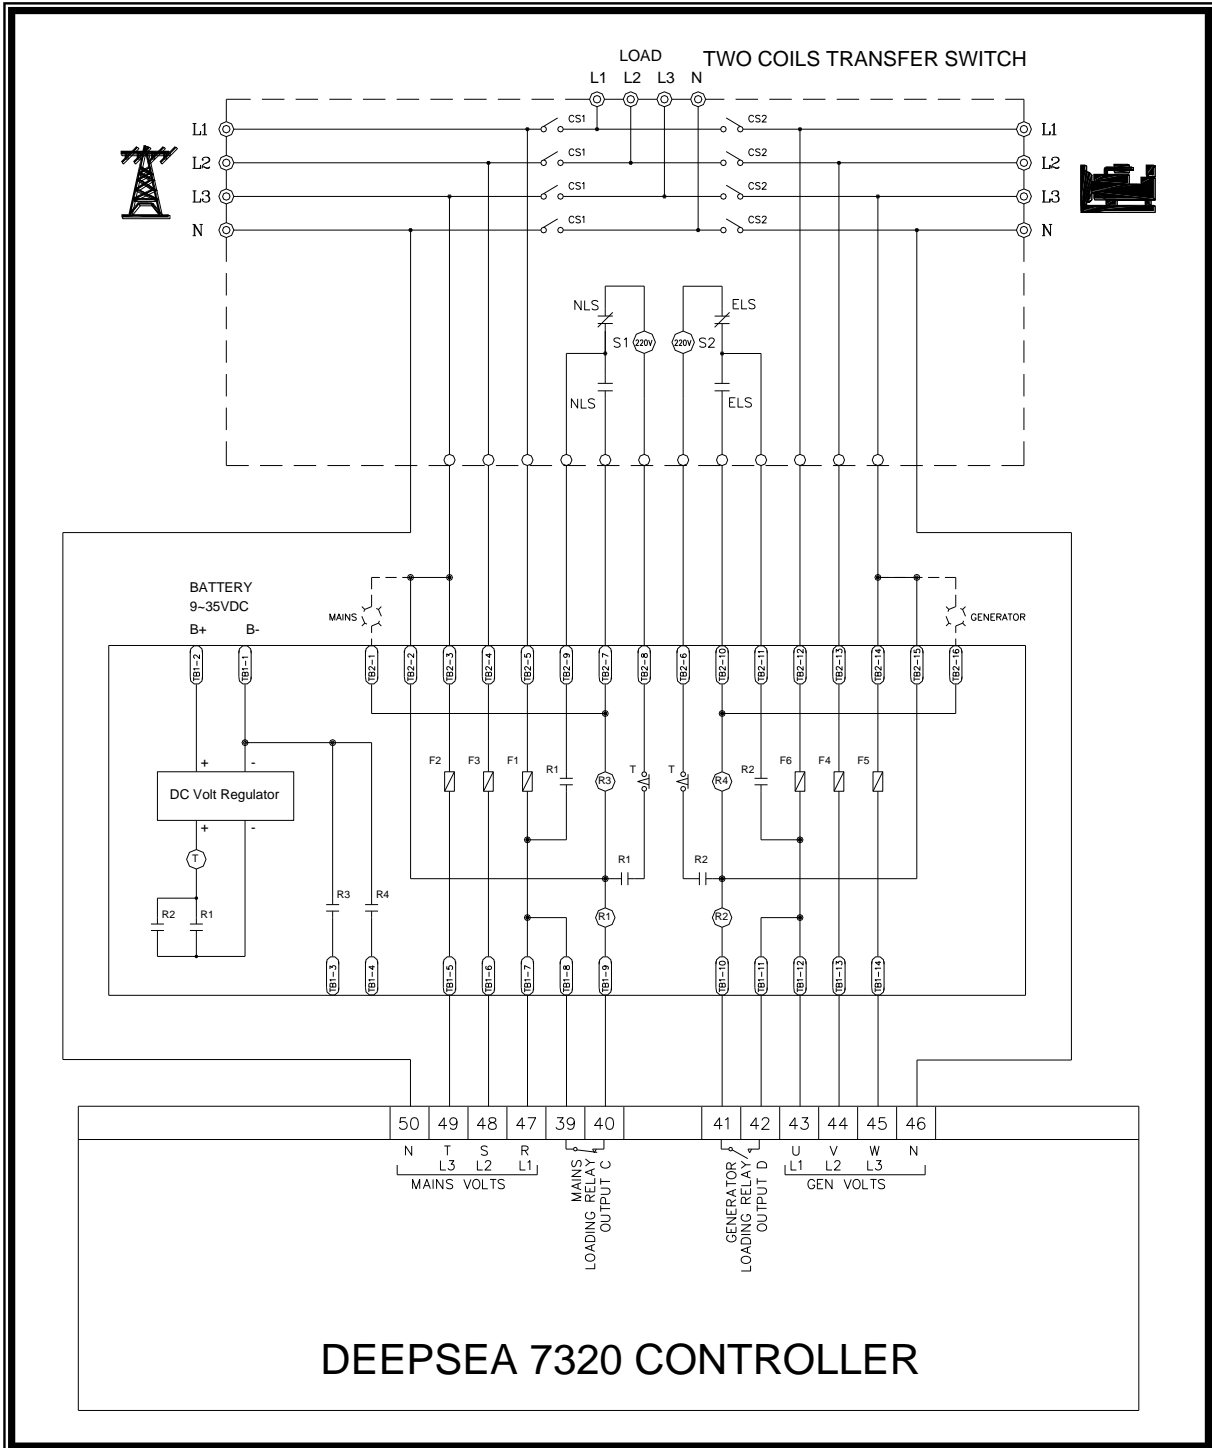 LOAD
TWO COILS TRANSFER SWITCH
L1 L2 L3 N
L1 CS1 CS2 L1
L2 CS1 CS2 L2
L3 CS1 CS2 L3
N CS1 CS2 N
NLS ELS
S1 220V 220V S2
NLS ELS
BATTERY
9~35VDC
B+ B-
MAINS GENERATOR
TB1-2 TB1-1 TB2-1 TB2-2 TB2-3 TB2-4 TB2-5 TB2-9 TB2-7 TB2-8 TB2-6 TB2-10 TB2-11 TB2-12 TB2-13 TB2-14 TB2-15 TB2-16
+ -
F2 F3 F1 R1 R3 T T R4 R2 F6 F4 F5
DC Volt Regulator
+ -
T
R1 R2
R3 R4
R2 R1
R1 R2
TB1-3 TB1-4 TB1-5 TB1-6 TB1-7 TB1-8 TB1-9 TB1-10 TB1-11 TB1-12 TB1-13 TB1-14
50 49 48 47 39 40 41 42 43 44 45 46
N T S R U V W N
L3 L2 L1 L1 L2 L3
MAINS VOLTS GEN VOLTS
MAINS
LOADING RELAY
OUTPUT C
GENERATOR
LOADING RELAY
OUTPUT D
DEEPSEA 7320 CONTROLLER